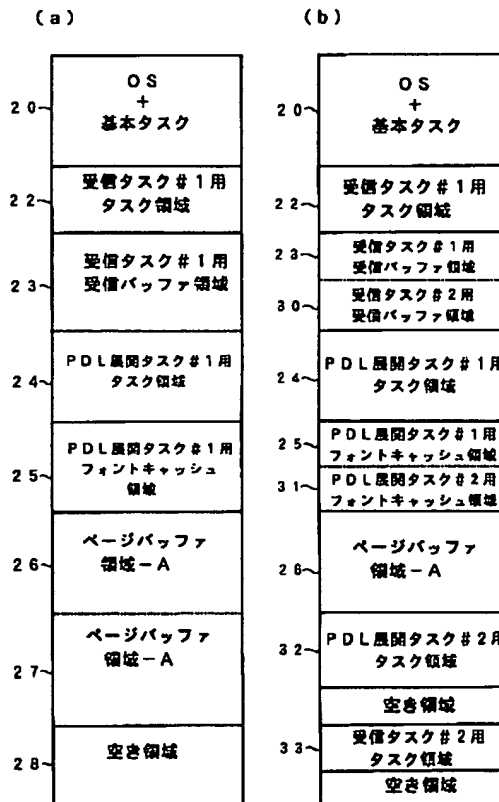 (a)
20
OS
+
基本タスク
22
受信タスク#1用
タスク領域
23
受信タスク#1用
受信バッファ領域
24
PDL展開タスク#1用
タスク領域
25
PDL展開タスク#1用
フォントキャッシュ
領域
26
ページバッファ
領域-A
27
ページバッファ
領域-A
28
空き領域
(b)
20
OS
+
基本タスク
22
受信タスク#1用
タスク領域
23
受信タスク#1用
受信バッファ領域
30
受信タスク#2用
受信バッファ領域
24
PDL展開タスク#1用
タスク領域
25
PDL展開タスク#1用
フォントキャッシュ領域
31
PDL展開タスク#2用
フォントキャッシュ領域
26
ページバッファ
領域-A
32
PDL展開タスク#2用
タスク領域
空き領域
33
受信タスク#2用
タスク領域
空き領域